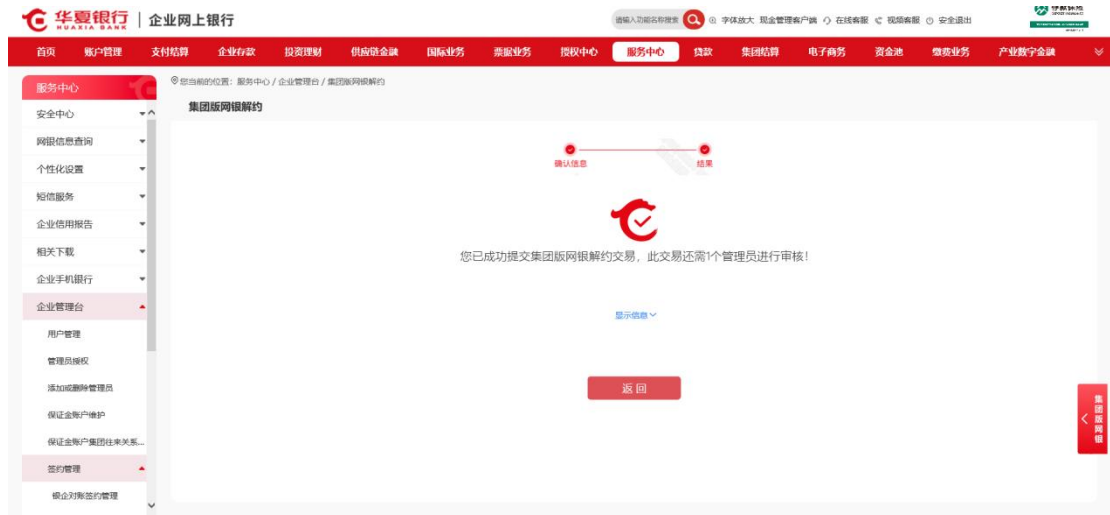 华夏银行 企业网上银行
HUAXIA BANK
请输入功能名称搜索 字体放大 现金管理客户端 在线客服 视频客服 安全退出
首页 账户管理 支付结算 企业存款 投资理财 供应链金融 国际业务 票据业务 授权中心 服务中心 贷款 集团结算 电子商务 资金池 缴费业务 产业数字金融
服务中心
您当前的位置：服务中心 / 企业管理台 / 集团版网银解约
集团版网银解约
安全中心
网银信息查询
个性化设置
短信服务
企业信用报告
相关下载
企业手机银行
企业管理台
用户管理
管理员授权
添加或删除管理员
保证金账户维护
保证金账户集团往来关系...
签约管理
银企对账签约管理
确认信息 结果
您已成功提交集团版网银解约交易，此交易还需1个管理员进行审核！
显示信息
返回
集团版网银